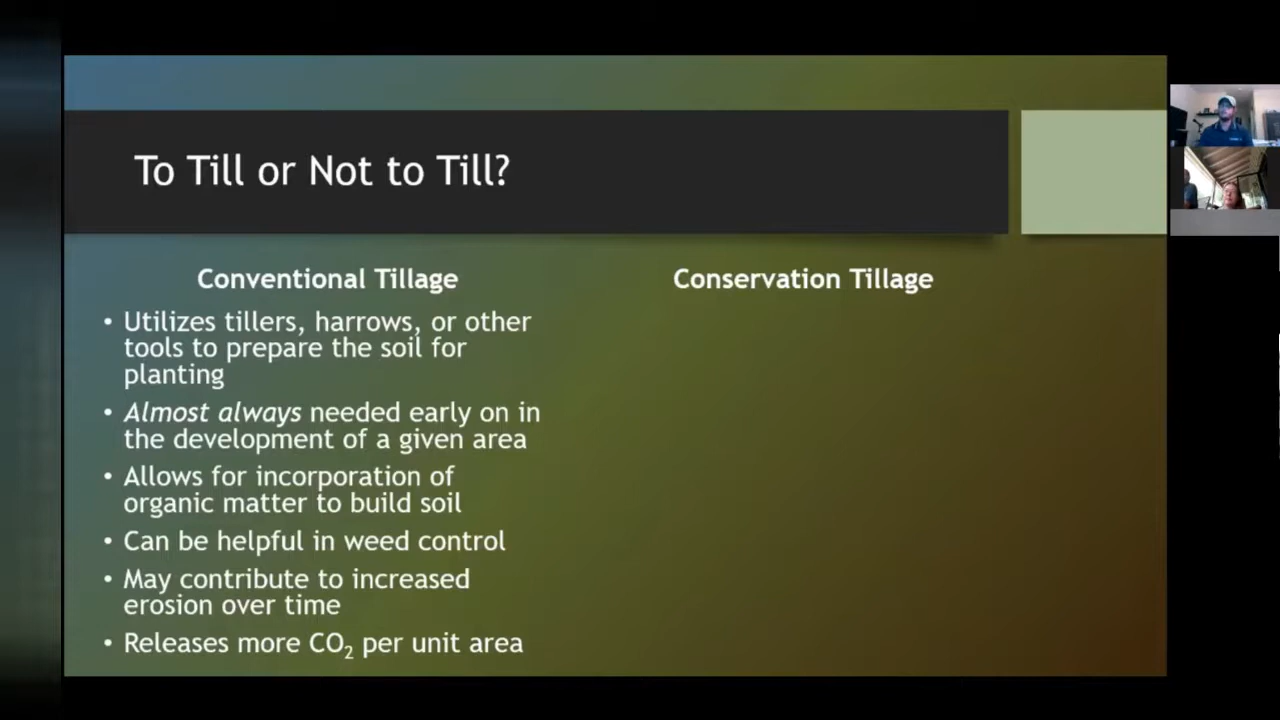 To Till or Not to Till?
Conventional Tillage
• Utilizes tillers, harrows, or other
tools to prepare the soil for
planting
• Almost always needed early on in
the development of a given area
• Allows for incorporation of
organic matter to build soil
• Can be helpful in weed control
• May contribute to increased
erosion over time
• Releases more CO₂ per unit area
Conservation Tillage